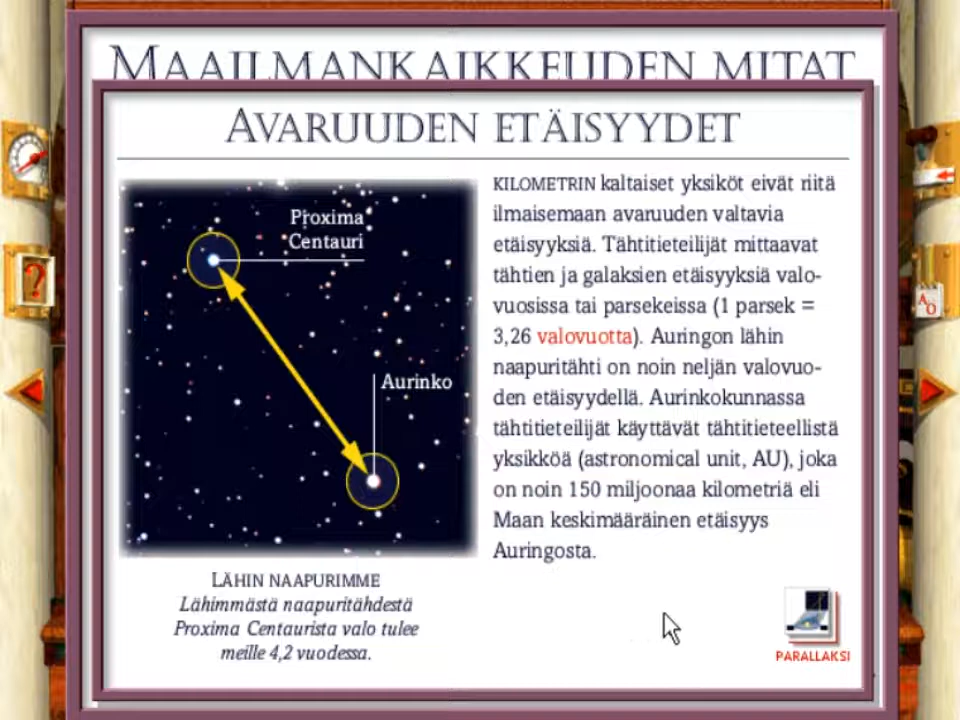 MAAILMANKAIKKEUDEN MITAT
AVARUUDEN ETÄISYYDET
KILOMETRIN kaltaiset yksiköt eivät riitä
ilmaisemaan avaruuden valtavia
etäisyyksiä. Tähtitieteilijät mittaavat
tähtien ja galaksien etäisyyksiä valo-
vuosissa tai parsekeissa (1 parsek =
3,26 valovuotta). Auringon lähin
naapuritähti on noin neljän valovuo-
den etäisyydellä. Aurinkokunnassa
tähtitieteilijät käyttävät tähtitieteellistä
yksikköä (astronomical unit, AU), joka
on noin 150 miljoonaa kilometriä eli
Maan keskimääräinen etäisyys
Auringosta.
Proxima
Centauri
Aurinko
LÄHIN NAAPURIMME
Lähimmästä naapuritähdestä
Proxima Centaurista valo tulee
meille 4,2 vuodessa.
PARALLAKSI
?
A
O